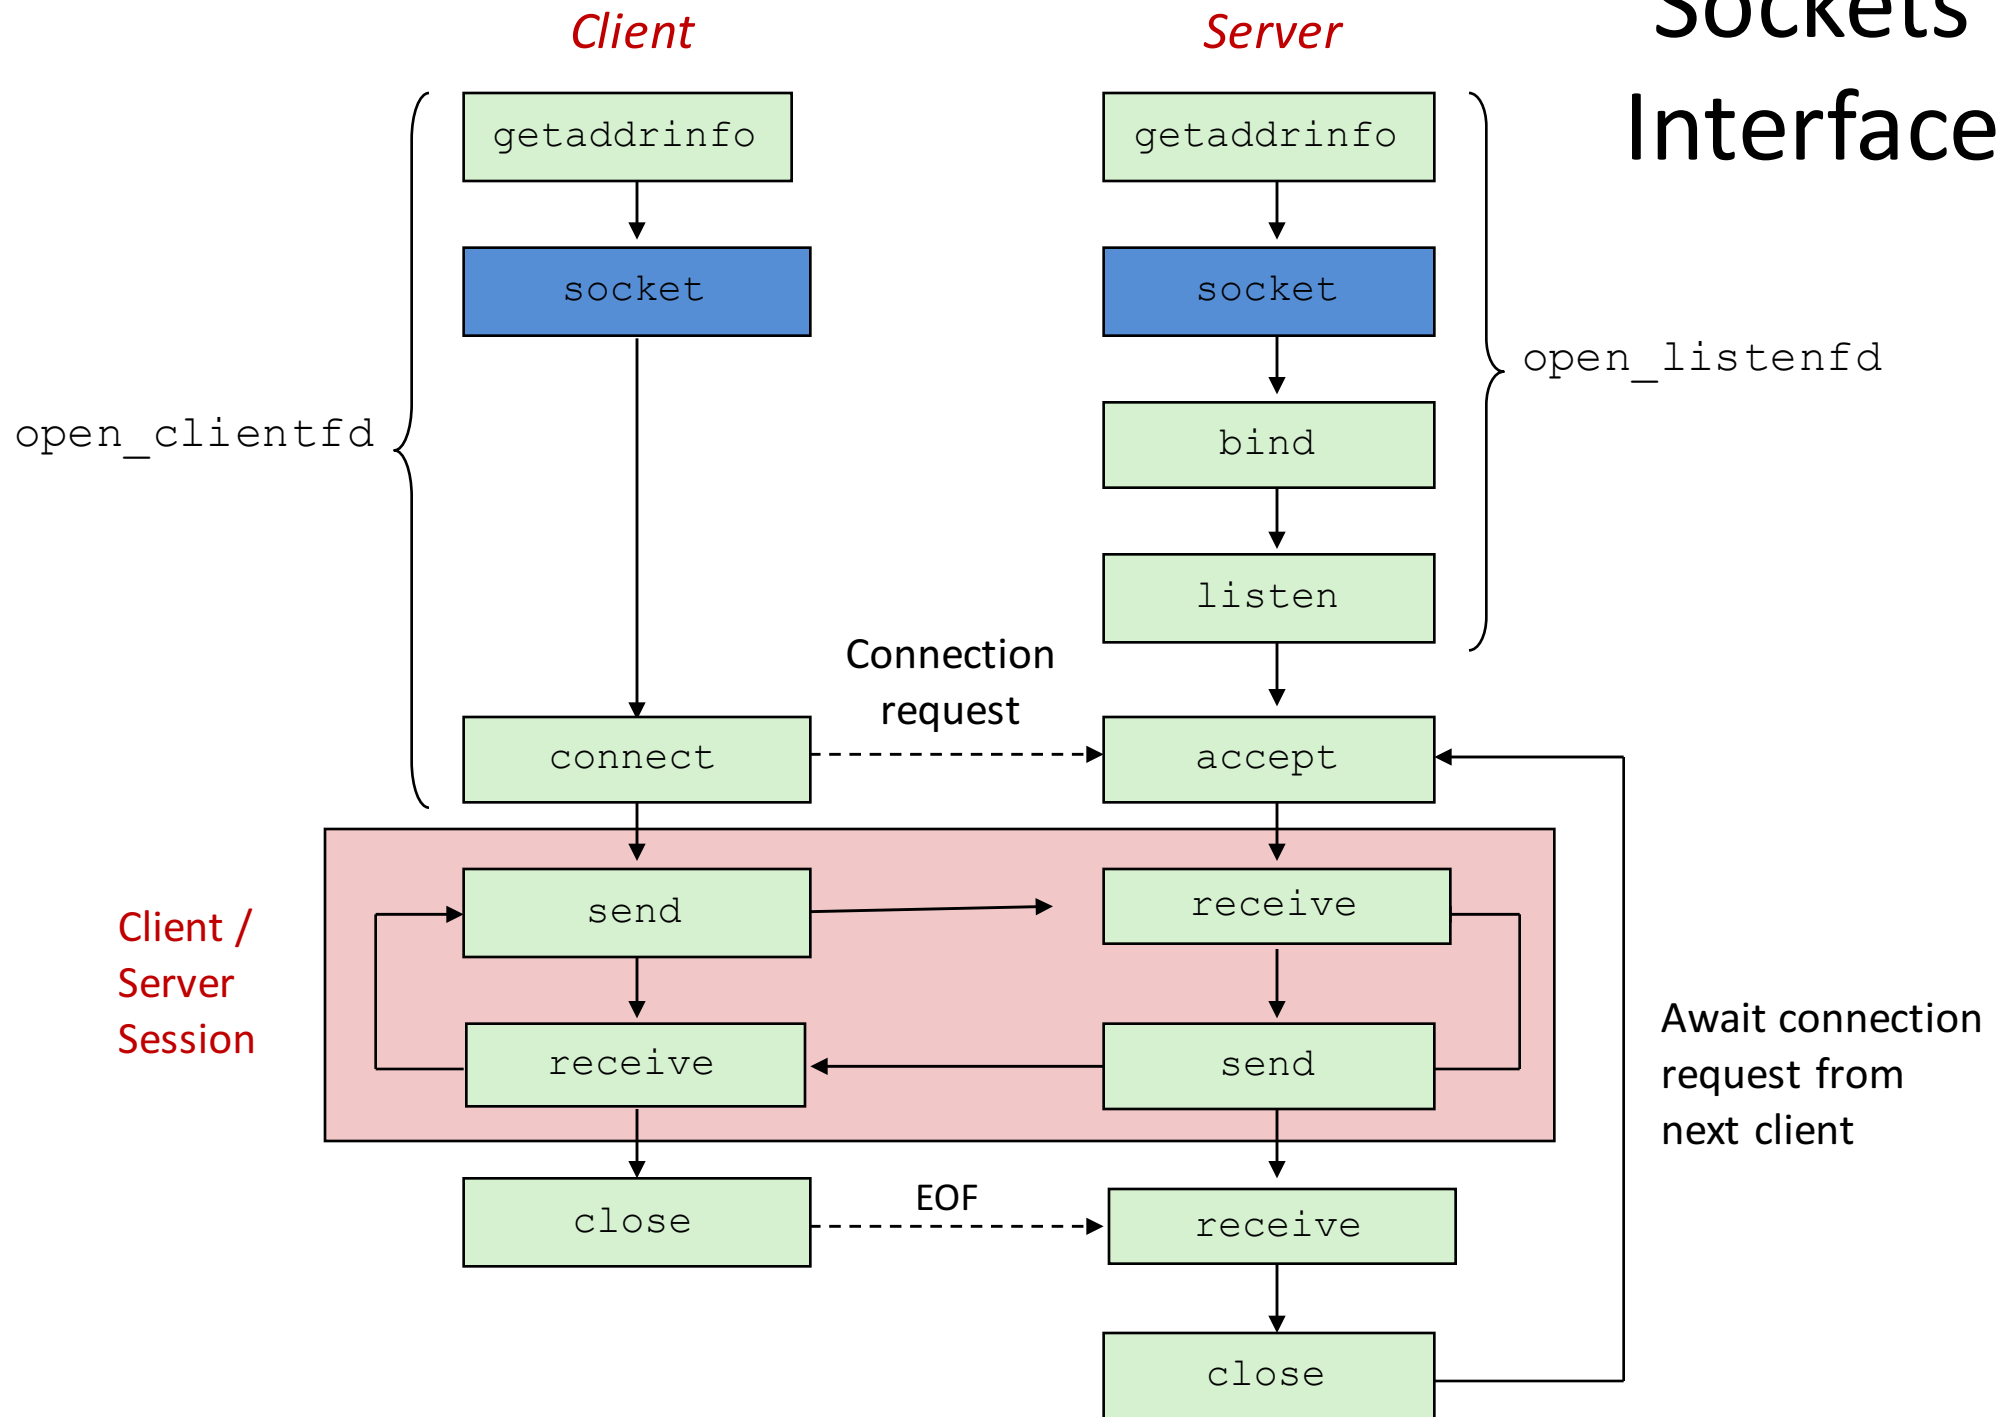 Sockets
Interface
Client
Server
getaddrinfo
getaddrinfo
socket
socket
open_listenfd
open_clientfd
bind
listen
Connection
request
connect
accept
Client /
Server
Session
send
receive
receive
send
Await connection
request from
next client
close
EOF
receive
close